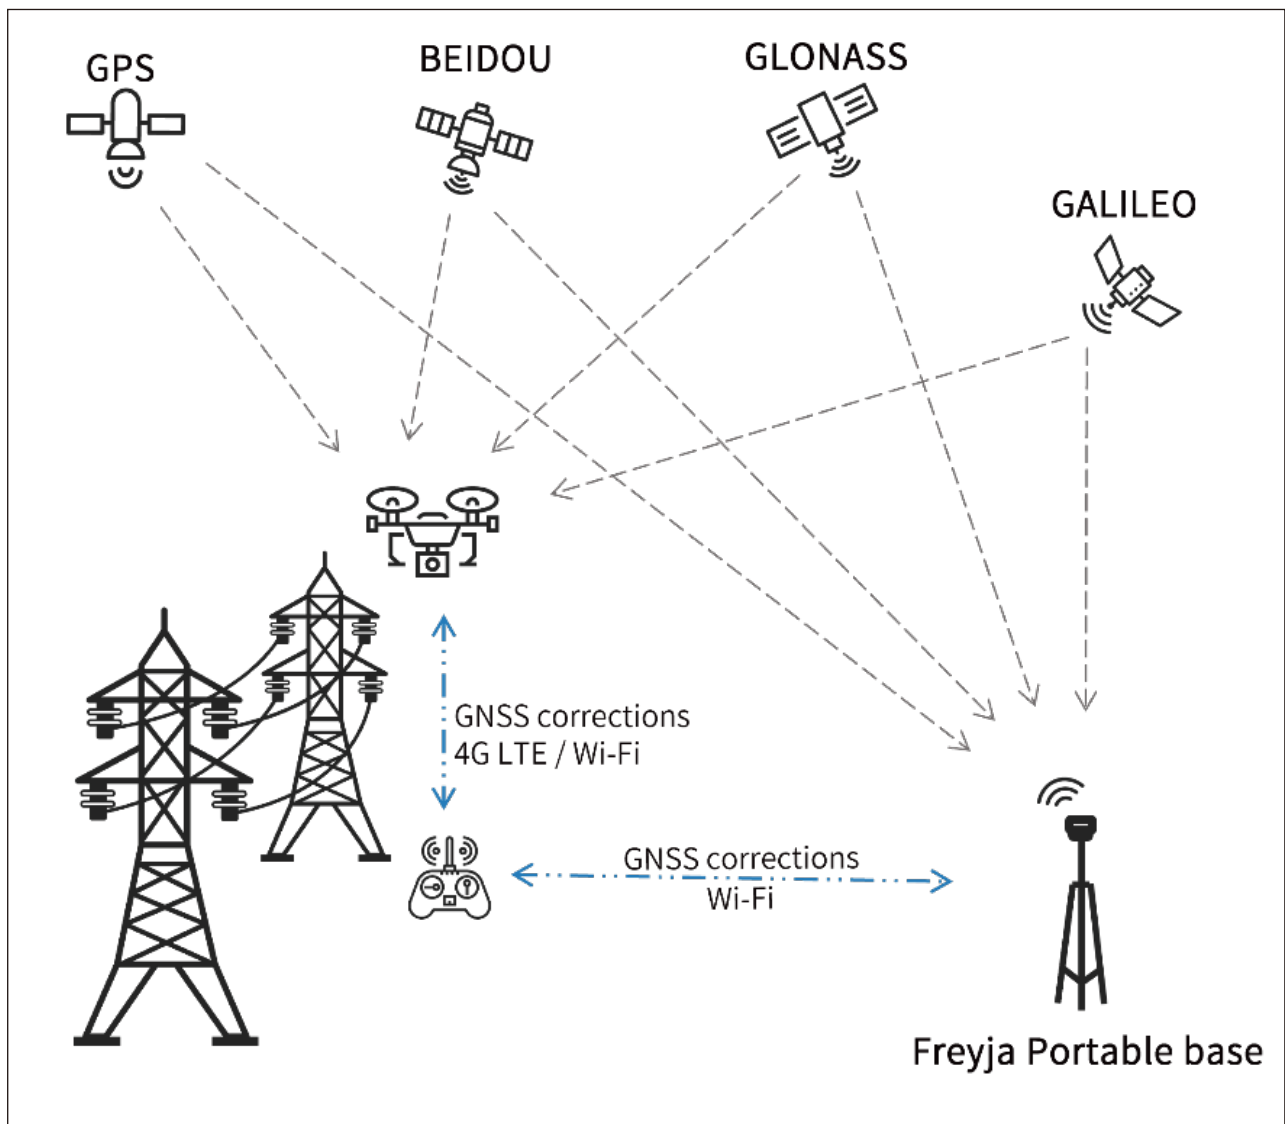 GPS
BEIDOU
GLONASS
GALILEO
GNSS corrections
4G LTE / Wi-Fi
GNSS corrections
Wi-Fi
Freyja Portable base